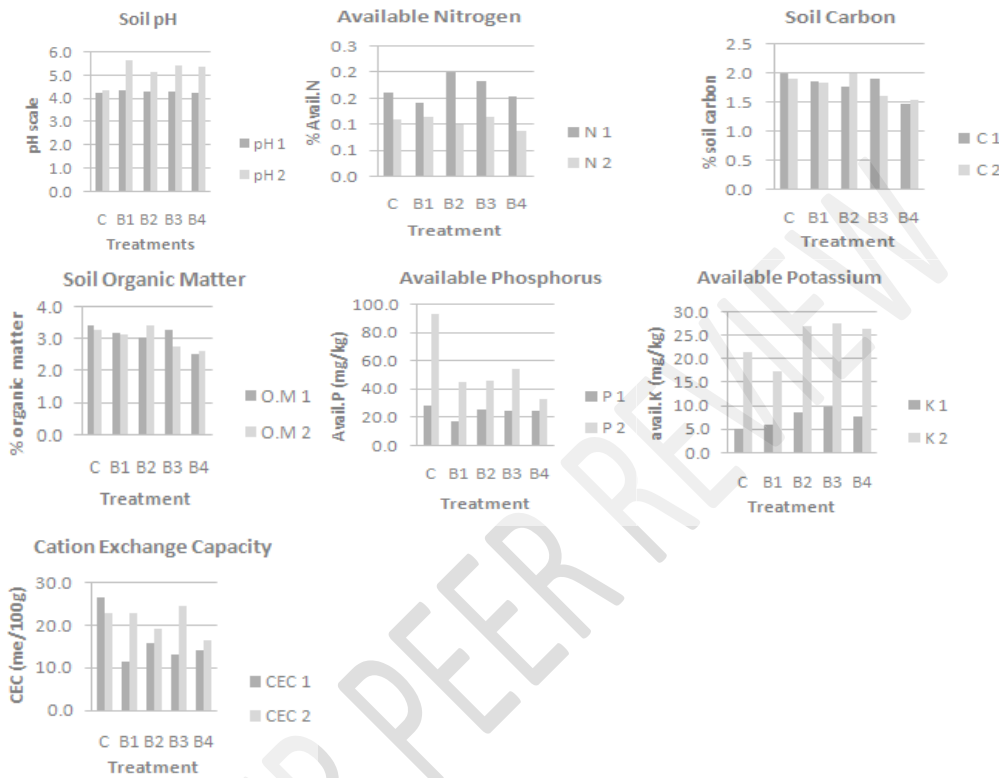 Soil pH
6.0
5.0
4.0
3.0
2.0
1.0
0.0
pH scale
pH 1
pH 2
C B1 B2 B3 B4
Treatments
Available Nitrogen
0.3
0.2
0.2
0.1
0.1
0.0
% Avail.N
N 1
N 2
C B1 B2 B3 B4
Treatment
Soil Carbon
2.5
2.0
1.5
1.0
0.5
0.0
% soil carbon
C 1
C 2
C B1 B2 B3 B4
Treatment
Soil Organic Matter
4.0
3.0
2.0
1.0
0.0
% organic matter
O.M 1
O.M 2
C B1 B2 B3 B4
Treatment
Available Phosphorus
100.0
80.0
60.0
40.0
20.0
0.0
Avail.P (mg/kg)
P 1
P 2
C B1 B2 B3 B4
Treatment
Available Potassium
30.0
25.0
20.0
15.0
10.0
5.0
0.0
avail.K (mg/kg)
K 1
K 2
C B1 B2 B3 B4
Treatment
Cation Exchange Capacity
30.0
20.0
10.0
0.0
CEC (me/100g)
CEC 1
CEC 2
C B1 B2 B3 B4
Treatment
PEER REVIEW